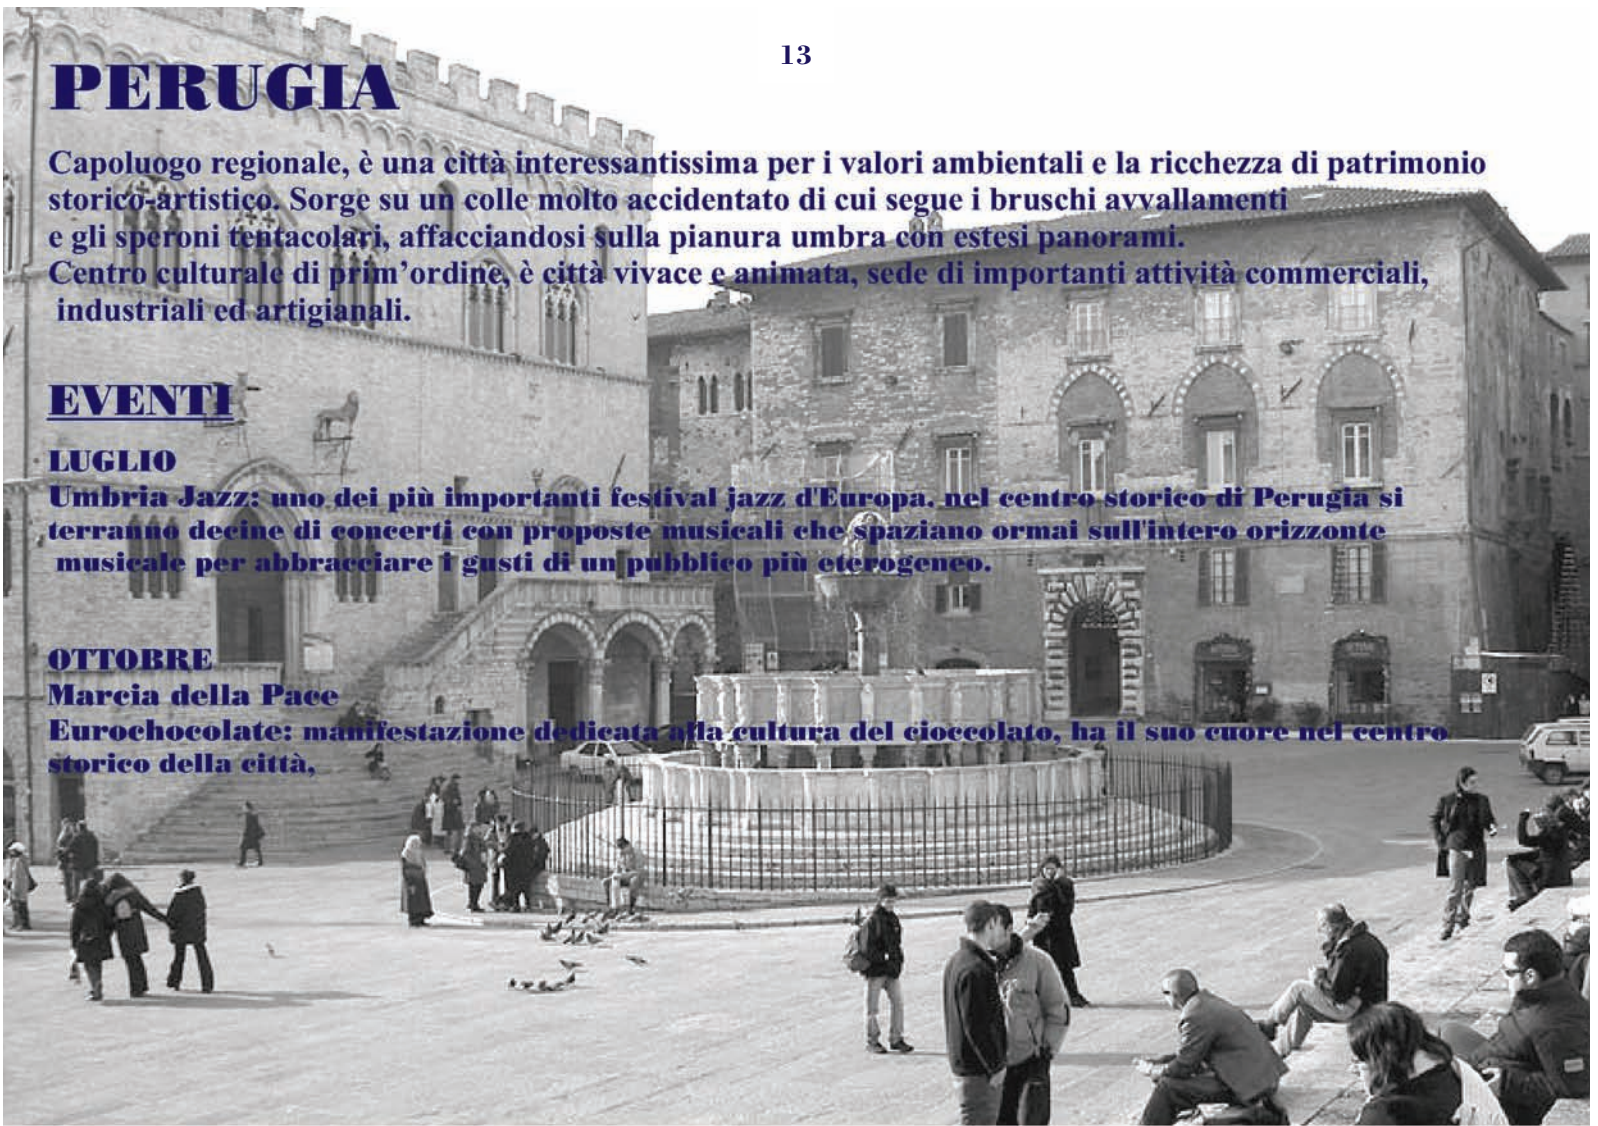 13
PERUGIA
Capoluogo regionale, è una città interessantissima per i valori ambientali e la ricchezza di patrimonio
storico-artistico. Sorge su un colle molto accidentato di cui segue i bruschi avvallamenti
e gli speroni tentacolari, affacciandosi sulla pianura umbra con estesi panorami.
Centro culturale di prim’ordine, è città vivace e animata, sede di importanti attività commerciali,
industriali ed artigianali.
EVENTI
LUGLIO
Umbria Jazz: uno dei più importanti festival jazz d'Europa. nel centro storico di Perugia si
terranno decine di concerti con proposte musicali che spaziano ormai sull'intero orizzonte
musicale per abbracciare i gusti di un pubblico più eterogeneo.
OTTOBRE
Marcia della Pace
Eurochocolate: manifestazione dedicata alla cultura del cioccolato, ha il suo cuore nel centro
storico della città,